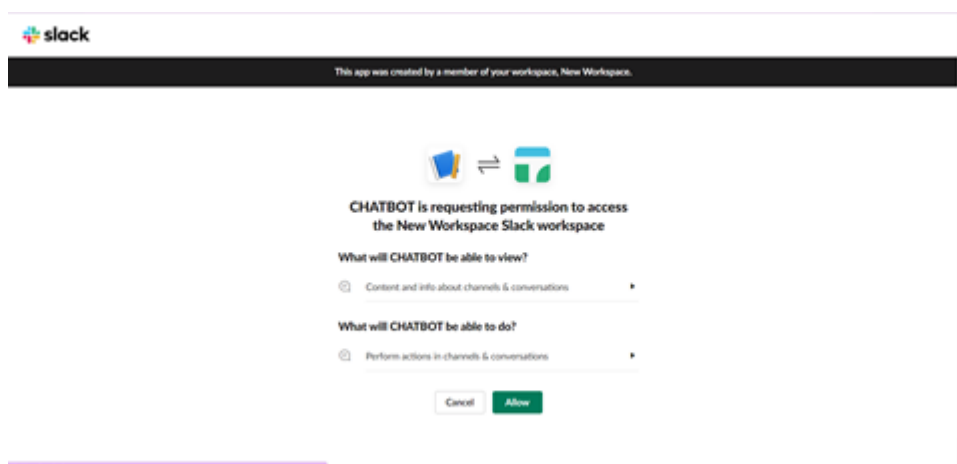 slack
This app was created by a member of your workspace, New Workspace.
CHATBOT is requesting permission to access
the New Workspace Slack workspace
What will CHATBOT be able to view?
Content and info about channels & conversations
What will CHATBOT be able to do?
Perform actions in channels & conversations
Cancel Allow